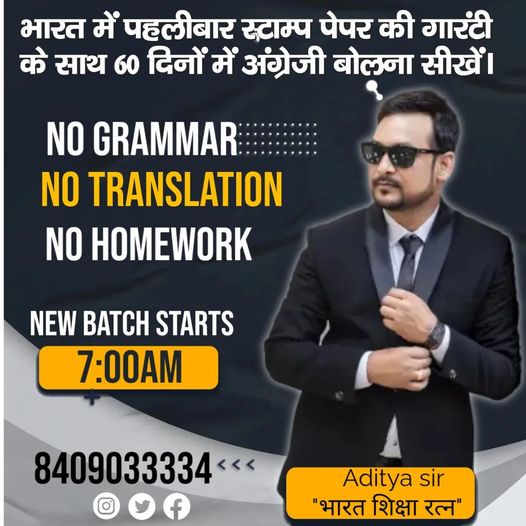 भारत में पहलीबार स्टाम्प पेपर की गारंटी
के साथ 60 दिनों में अंग्रेजी बोलना सीखें।
NO GRAMMAR
NO TRANSLATION
NO HOMEWORK
NEW BATCH STARTS
7:00AM
8409033334 <<<
Aditya sir
"भारत शिक्षा रत्न"